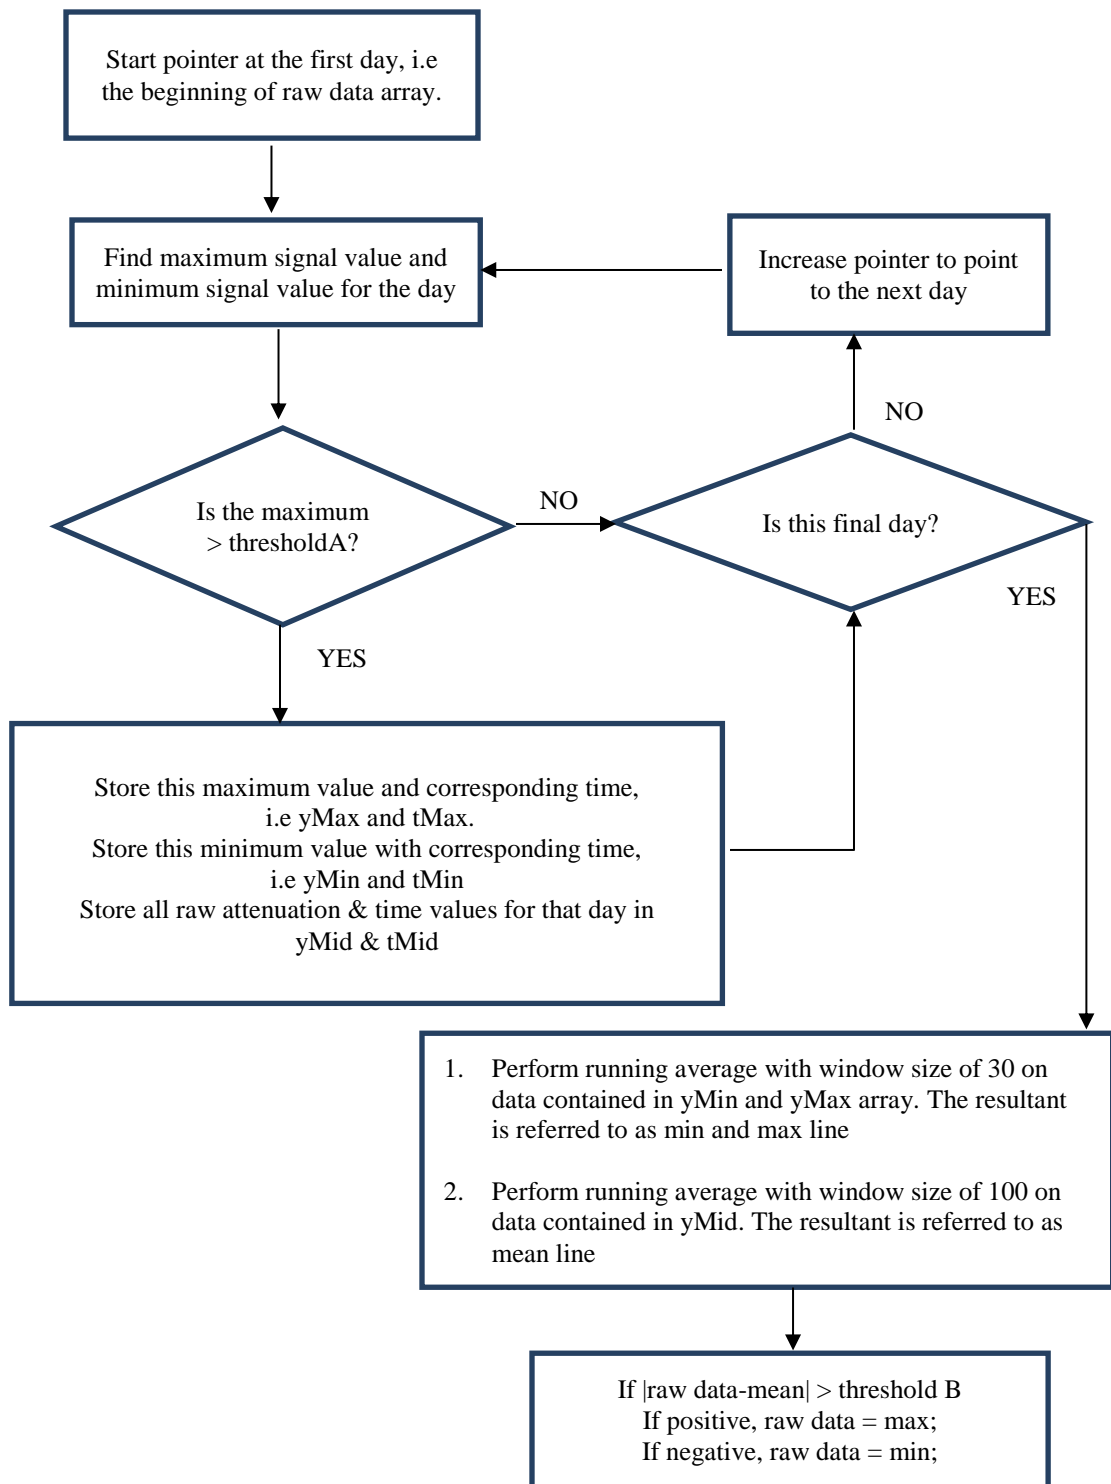 Start pointer at the first day, i.e
the beginning of raw data array.
Find maximum signal value and
minimum signal value for the day
Increase pointer to point
to the next day
NO
Is the maximum
> thresholdA?
NO
Is this final day?
YES
YES
Store this maximum value and corresponding time,
i.e yMax and tMax.
Store this minimum value with corresponding time,
i.e yMin and tMin
Store all raw attenuation & time values for that day in
yMid & tMid
1. Perform running average with window size of 30 on
data contained in yMin and yMax array. The resultant
is referred to as min and max line
2. Perform running average with window size of 100 on
data contained in yMid. The resultant is referred to as
mean line
If |raw data-mean| > threshold B
If positive, raw data = max;
If negative, raw data = min;